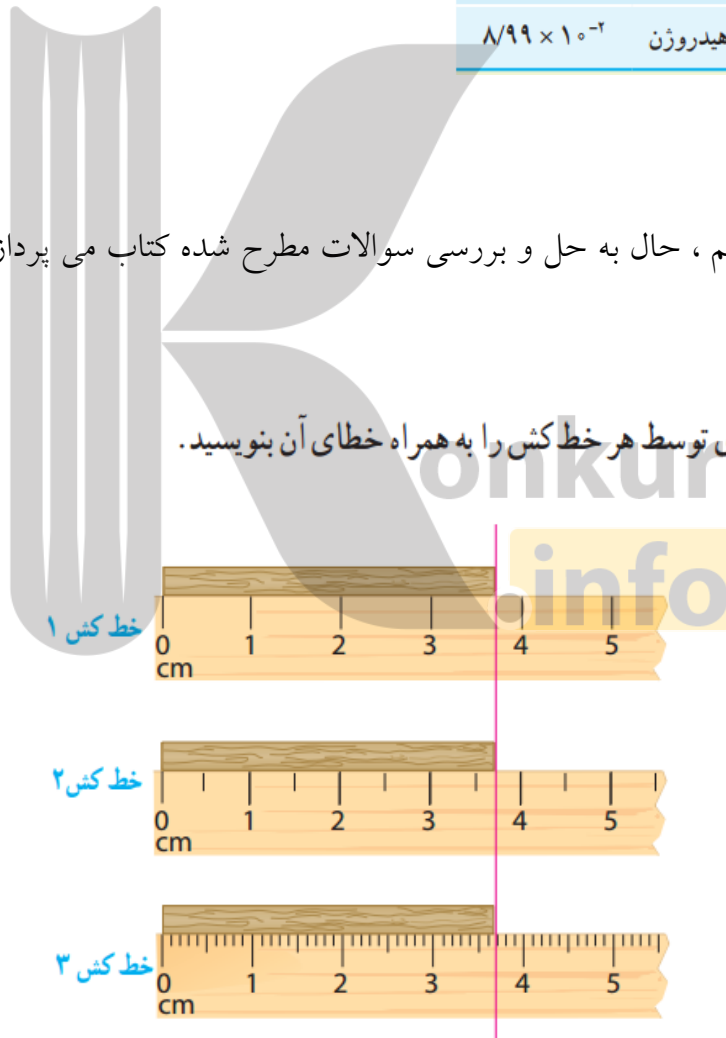 هیدروژن ۸/۹۹ × ۱۰⁻²
م ، حال به حل و بررسی سوالات مطرح شده کتاب می پرداز
توسط هر خط‌کش را به همراه خطای آن بنویسید.
onkur
.info
خط کش ۱
0 1 2 3 4 5
cm
خط کش ۲
0 1 2 3 4 5
cm
خط کش ۳
0 1 2 3 4 5
cm